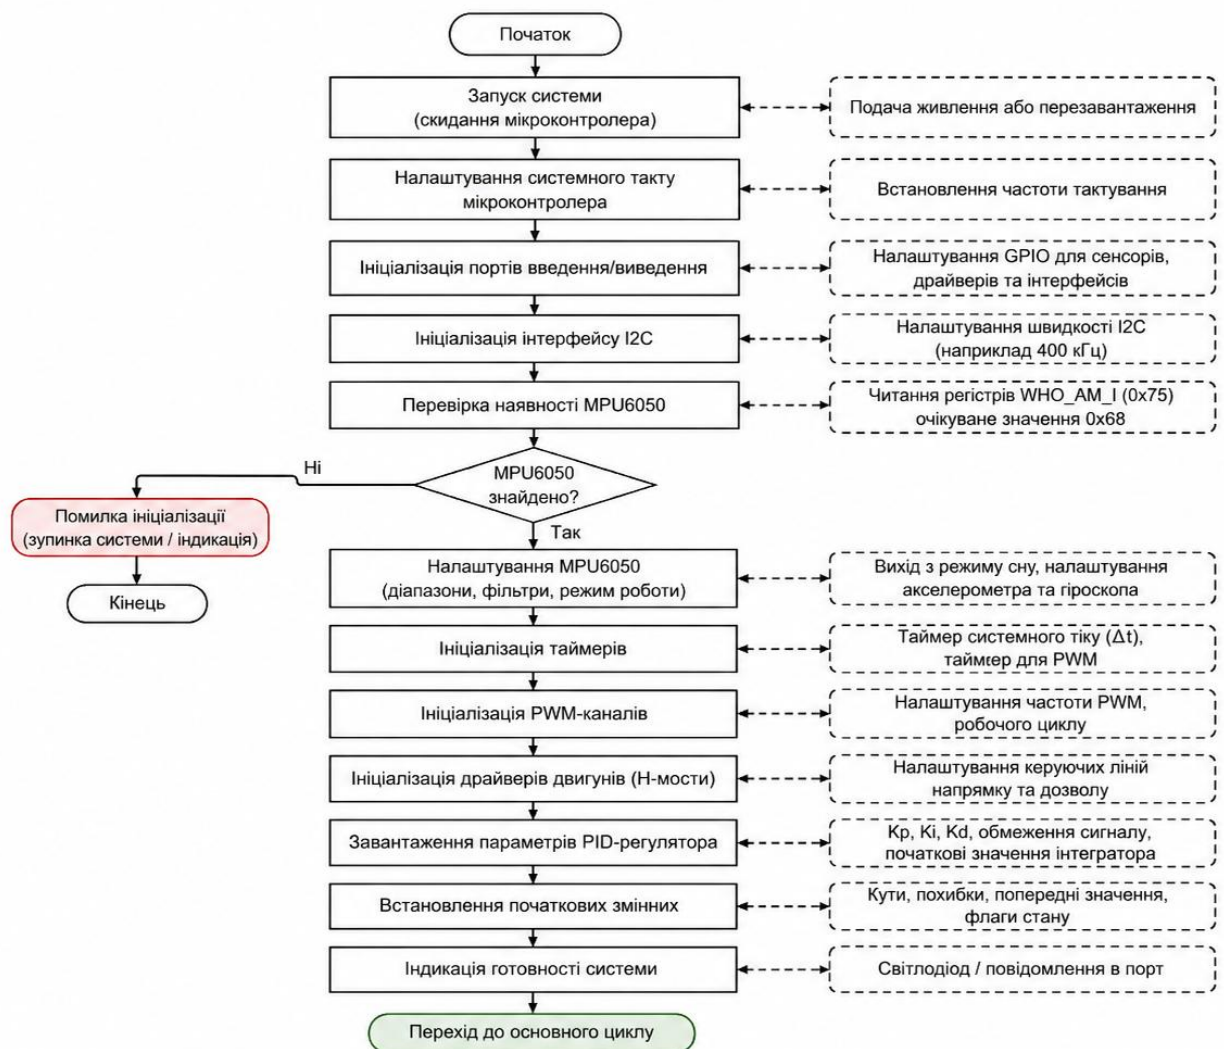 Початок
Запуск системи
(скидання мікроконтролера)
Подача живлення або перезавантаження
Налаштування системного такту
мікроконтролера
Встановлення частоти тактування
Ініціалізація портів введення/виведення
Налаштування GPIO для сенсорів,
драйверів та інтерфейсів
Ініціалізація інтерфейсу I2C
Налаштування швидкості I2C
(наприклад 400 кГц)
Перевірка наявності MPU6050
Читання регістрів WHO_AM_I (0x75)
очікуване значення 0x68
MPU6050
знайдено?
Ні
Помилка ініціалізації
(зупинка системи / індикація)
Кінець
Так
Налаштування MPU6050
(діапазони, фільтри, режим роботи)
Вихід з режиму сну, налаштування
акселерометра та гіроскопа
Ініціалізація таймерів
Таймер системного тіку (Δt),
таймер для PWM
Ініціалізація PWM-каналів
Налаштування частоти PWM,
робочого циклу
Ініціалізація драйверів двигунів (H-мости)
Налаштування керуючих ліній
напрямку та дозволу
Завантаження параметрів PID-регулятора
Kp, Ki, Kd, обмеження сигналу,
початкові значення інтегратора
Встановлення початкових змінних
Кути, похибки, попередні значення,
флаги стану
Індикація готовності системи
Світлодіод / повідомлення в порт
Перехід до основного циклу